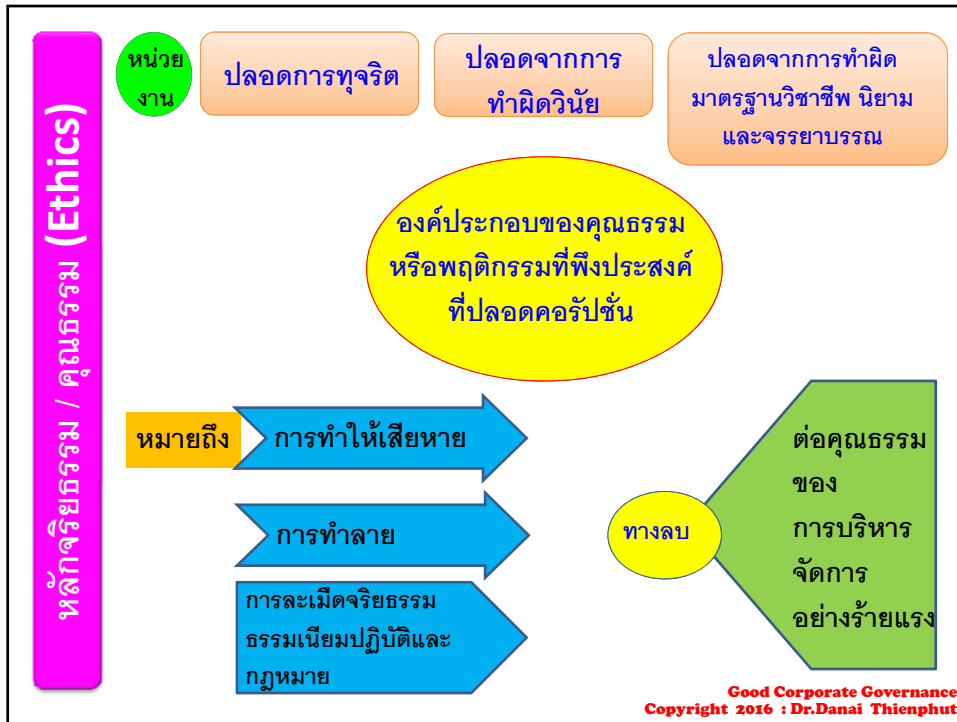 หลักจริยธรรม / คุณธรรม (Ethics)
หน่วย
งาน
ปลอดการทุจริต
ปลอดจากการ
ทำผิดวินัย
ปลอดจากการทำผิด
มาตรฐานวิชาชีพ นิยาม
และจรรยาบรรณ
องค์ประกอบของคุณธรรม
หรือพฤติกรรมที่พึงประสงค์
ที่ปลอดคอรัปชั่น
หมายถึง
การทำให้เสียหาย
การทำลาย
การละเมิดจริยธรรม
ธรรมเนียมปฏิบัติและ
กฎหมาย
ทางลบ
ต่อคุณธรรม
ของ
การบริหาร
จัดการ
อย่างร้ายแรง
Good Corporate Governance
Copyright 2016 : Dr.Danai Thienphut